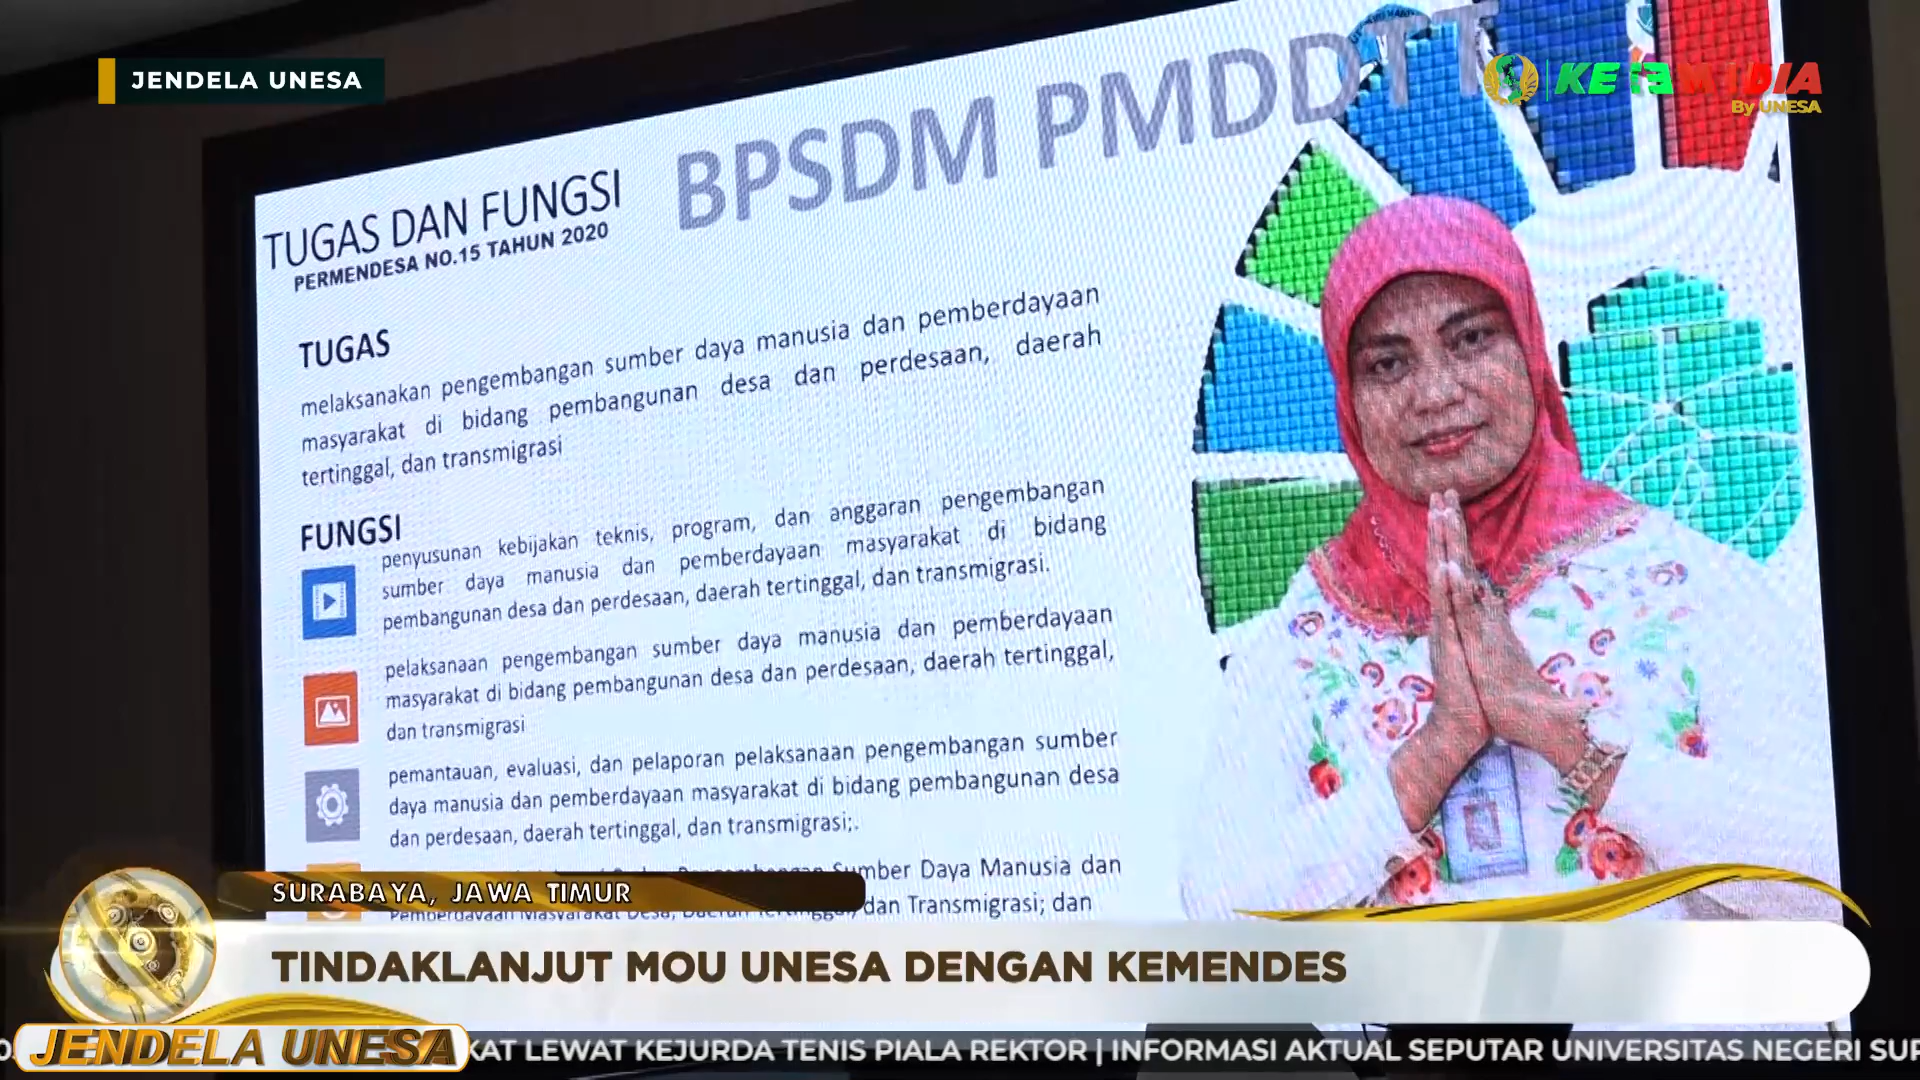 JENDELA UNESA
KE13MIDIA
By UNESA
BPSDM PMDDTT
TUGAS DAN FUNGSI
PERMENDESA NO.15 TAHUN 2020
TUGAS
melaksanakan pengembangan sumber daya manusia dan pemberdayaan
masyarakat di bidang pembangunan desa dan perdesaan, daerah
tertinggal, dan transmigrasi
FUNGSI
penyusunan kebijakan teknis, program, dan anggaran pengembangan
sumber daya manusia dan pemberdayaan masyarakat di bidang
pembangunan desa dan perdesaan, daerah tertinggal, dan transmigrasi.
pelaksanaan pengembangan sumber daya manusia dan pemberdayaan
masyarakat di bidang pembangunan desa dan perdesaan, daerah tertinggal,
dan transmigrasi
pemantauan, evaluasi, dan pelaporan pelaksanaan pengembangan sumber
daya manusia dan pemberdayaan masyarakat di bidang pembangunan desa
dan perdesaan, daerah tertinggal, dan transmigrasi;.
Sumber Daya Manusia dan
dan Transmigrasi; dan
SURABAYA, JAWA TIMUR
TINDAKLANJUT MOU UNESA DENGAN KEMENDES
JENDELA UNESA
KAT LEWAT KEJURDA TENIS PIALA REKTOR | INFORMASI AKTUAL SEPUTAR UNIVERSITAS NEGERI SUR